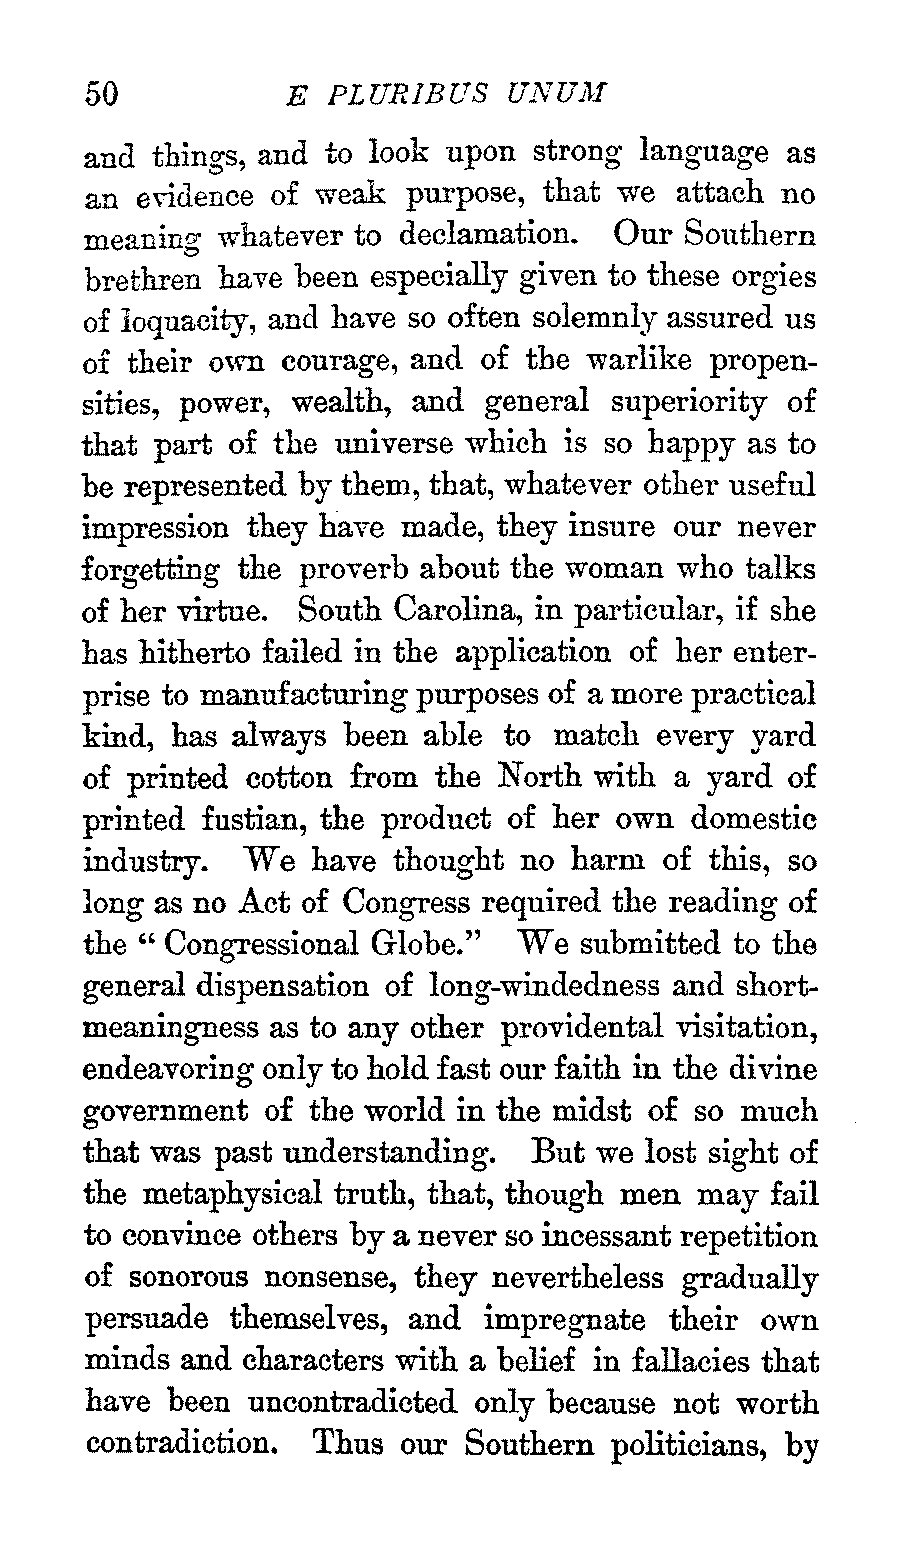 50 E PLURIBUS UNUM
and things, and to look upon strong language as
an evidence of weak purpose, that we attach no
meaning whatever to declamation. Our Southern
brethren have been especially given to these orgies
of loquacity, and have so often solemnly assured us
of their own courage, and of the warlike propen-
sities, power, wealth, and general superiority of
that part of the universe which is so happy as to
be represented by them, that, whatever other useful
impression they have made, they insure our never
forgetting the proverb about the woman who talks
of her virtue. South Carolina, in particular, if she
has hitherto failed in the application of her enter-
prise to manufacturing purposes of a more practical
kind, has always been able to match every yard
of printed cotton from the North with a yard of
printed fustian, the product of her own domestic
industry. We have thought no harm of this, so
long as no Act of Congress required the reading of
the “ Congressional Globe.” We submitted to the
general dispensation of long-windedness and short-
meaningness as to any other providental visitation,
endeavoring only to hold fast our faith in the divine
government of the world in the midst of so much
that was past understanding. But we lost sight of
the metaphysical truth, that, though men may fail
to convince others by a never so incessant repetition
of sonorous nonsense, they nevertheless gradually
persuade themselves, and impregnate their own
minds and characters with a belief in fallacies that
have been uncontradicted only because not worth
contradiction. Thus our Southern politicians, by